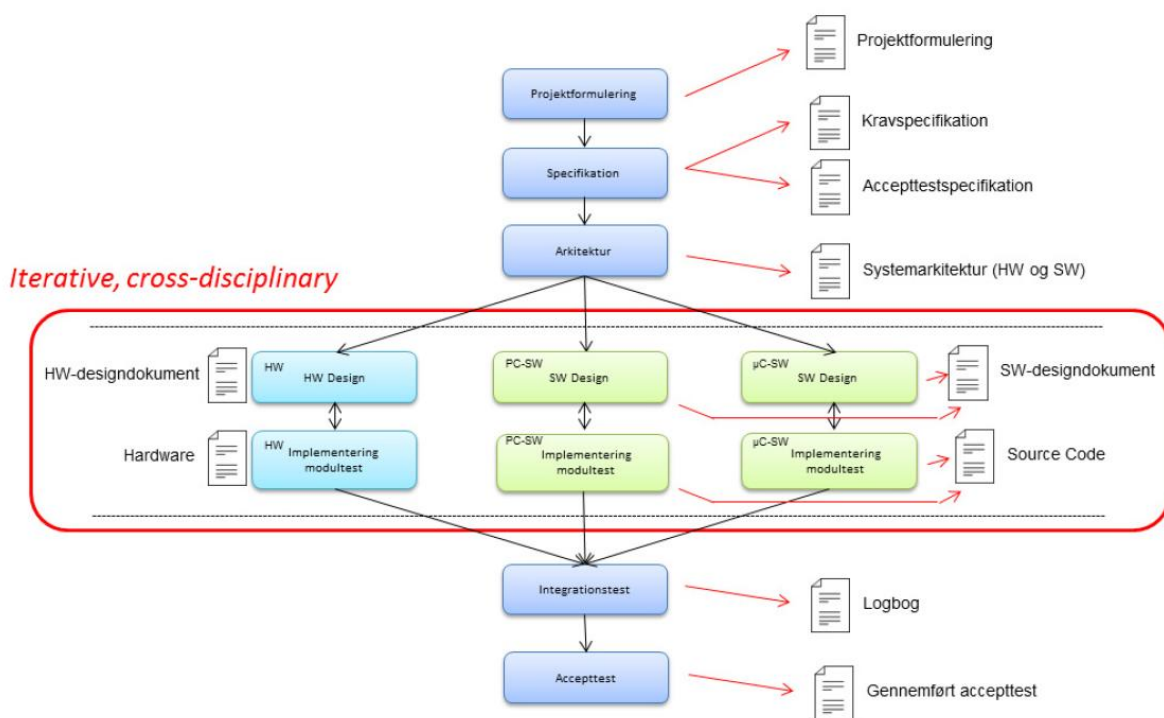 Projektformulering
Projektformulering
Kravspecifikation
Specifikation
Accepttestspecifikation
Arkitektur
Systemarkitektur (HW og SW)
Iterative, cross-disciplinary
HW-designdokument
HW
HW Design
PC-SW
SW Design
µC-SW
SW Design
SW-designdokument
Hardware
HW
Implementering
modultest
PC-SW
Implementering
modultest
µC-SW
Implementering
modultest
Source Code
Integrationstest
Logbog
Accepttest
Gennemført accepttest